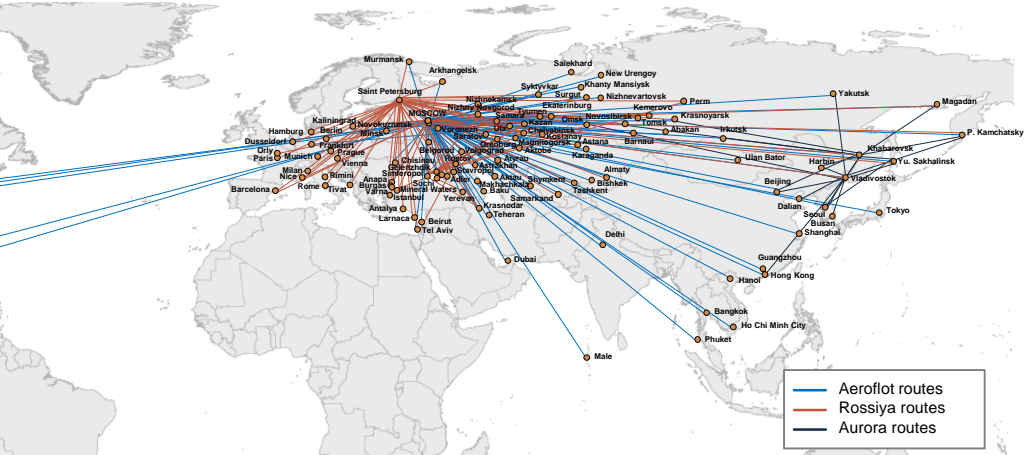 Murmansk
Salekhard
Arkhangelsk
New Urengoy
Syktyvkar
Khanty Mansiysk
Saint Petersburg
Surgut
Nizhnevartovsk
Yakutsk
Nizhnekamsk
Perm
Magadan
Nizhny Novgorod
Ekaterinburg
Kemerovo
MOSCOW
Samara
Tyumen
Kaliningrad
Novokuznetsk
Kazan
Omsk
Novosibirsk
Tomsk
Krasnoyarsk
Hamburg
Berlin
Minsk
Voronezh
Ufa
Chelyabinsk
Abakan
Irkutsk
P. Kamchatsky
Dusseldorf
Frankfurt
Saratov
Kostanay
Barnaul
Orly
Prague
Belgorod
Volgograd
Orenburg
Magnitogorsk
Astana
Khabarovsk
Paris
Munich
Vienna
Chisinau
Rostov
Atyrau
Aktobe
Karaganda
Ulan Bator
Harbin
Yu. Sakhalinsk
Milan
Gelenzhdik
Astrakhan
Nice
Rimini
Anapa
Simferopol
Stavropol
Aktau
Shymkent
Almaty
Vladivostok
Barcelona
Rome
Tivat
Burgas
Sochi
Adler
Makhachkala
Bishkek
Beijing
Varna
Mineral Waters
Baku
Tashkent
Istanbul
Yerevan
Samarkand
Dalian
Antalya
Krasnodar
Seoul
Tokyo
Larnaca
Beirut
Teheran
Busan
Tel Aviv
Delhi
Shanghai
Dubai
Guangzhou
Hong Kong
Hanoi
Bangkok
Ho Chi Minh City
Phuket
Male
Aeroflot routes
Rossiya routes
Aurora routes